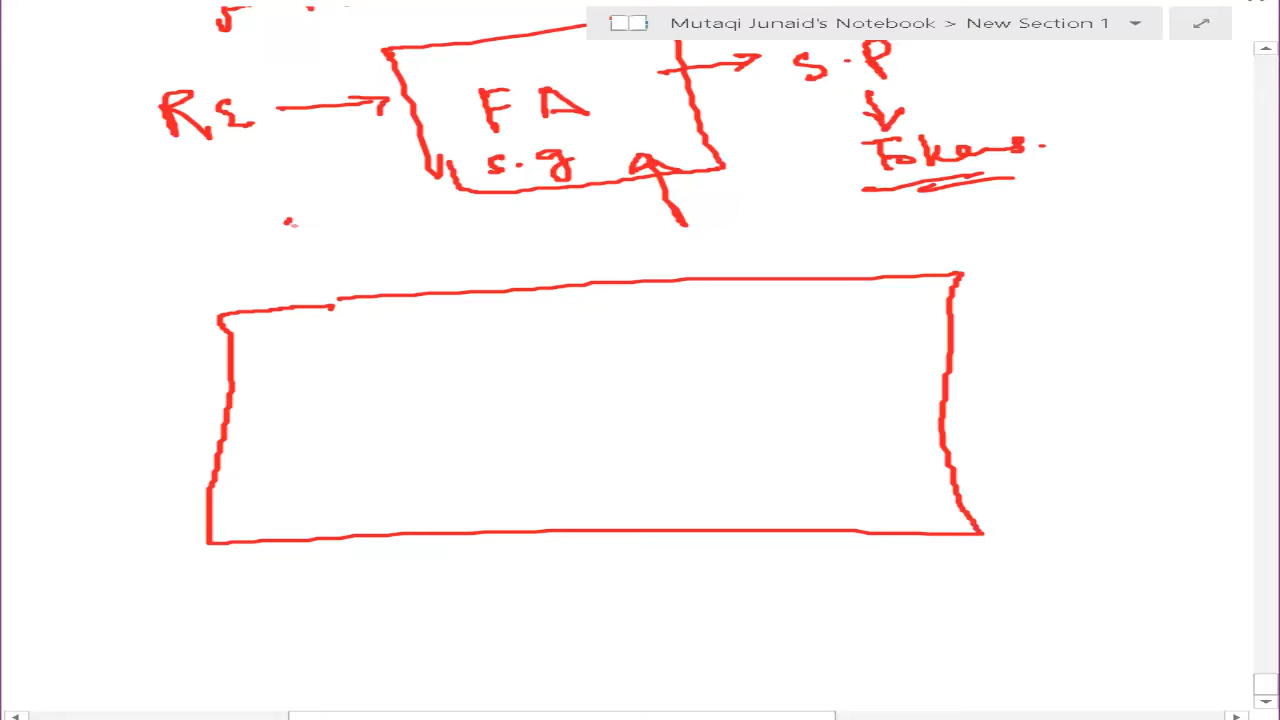 Mutaqi Junaid's Notebook > New Section 1
RE → FA → S.P
s.g
Tokens.